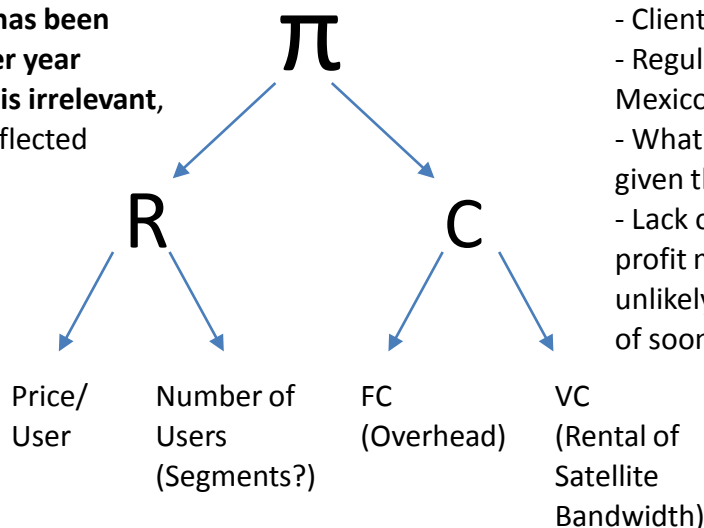 has been
er year
is irrelevant,
flected
π
R
C
Price/
User
Number of
Users
(Segments?)
FC
(Overhead)
VC
(Rental of
Satellite
Bandwidth)
- Client
- Regul
Mexico
- What
given th
- Lack o
profit
unlikely
of soon